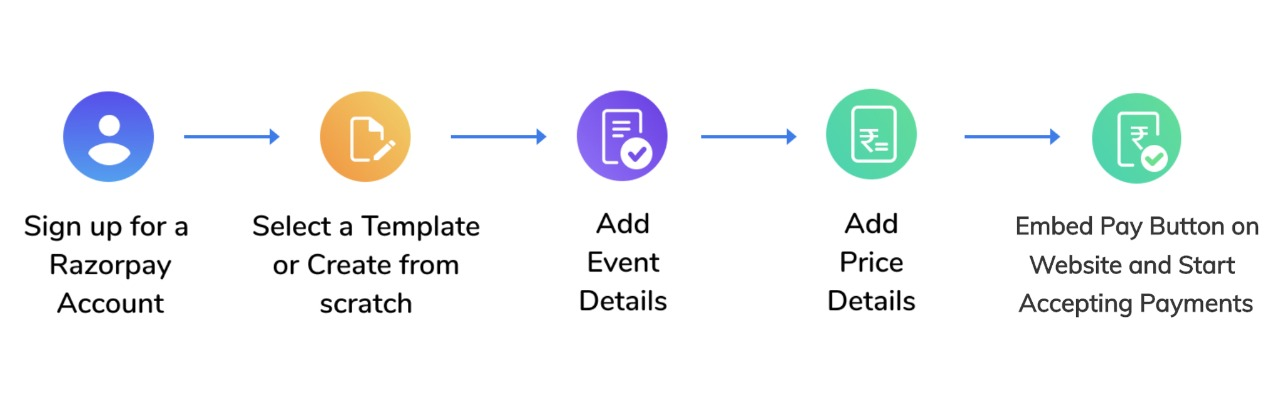 Sign up for a
Razorpay
Account
Select a Template
or Create from
scratch
Add
Event
Details
₹
Add
Price
Details
₹
Embed Pay Button on
Website and Start
Accepting Payments